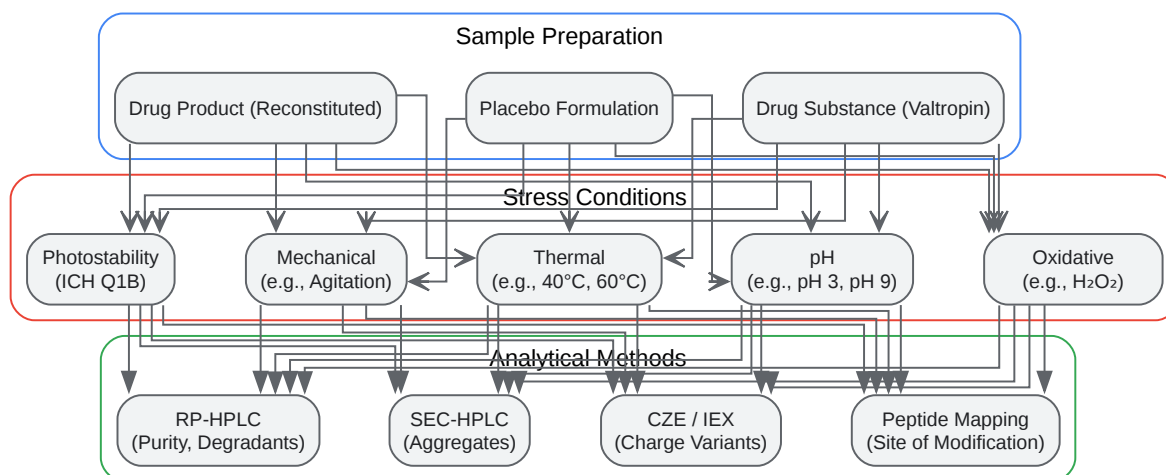 Sample Preparation
Drug Product (Reconstituted)
Placebo Formulation
Drug Substance (Valtropin)
Stress Conditions
Photostability
(ICH Q1B)
Mechanical
(e.g., Agitation)
Thermal
(e.g., 40°C, 60°C)
pH
(e.g., pH 3, pH 9)
Oxidative
(e.g., H₂O₂)
Analytical Methods
RP-HPLC
(Purity, Degradants)
SEC-HPLC
(Aggregates)
CZE / IEX
(Charge Variants)
Peptide Mapping
(Site of Modification)